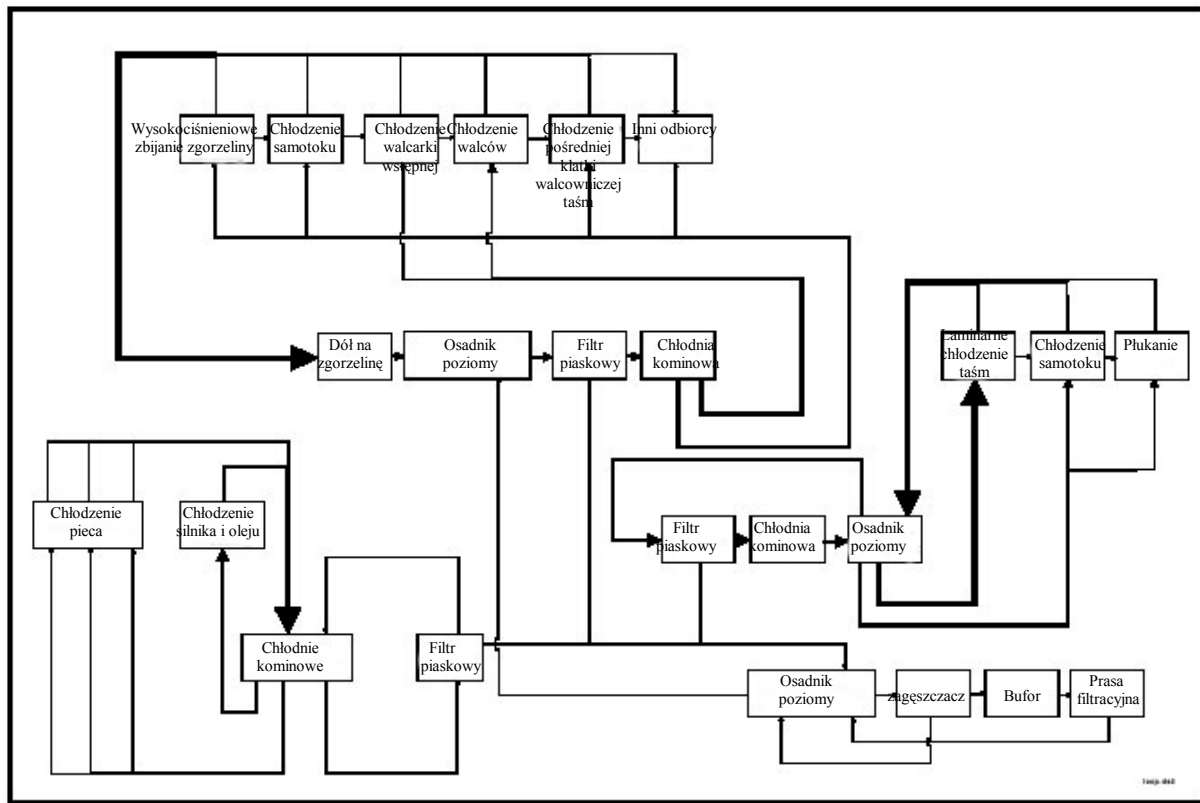 Wysokociśnieniowe
zbijanie zgorzeliny
Chłodzenie
samotoku
Chłodzenie
walcarki
wstępnej
Chłodzenie
walców
Chłodzenie
pośredniej
klatki
walcowniczej
taśm
Inni odbiorcy
Dół na
zgorzelinę
Osadnik
poziomy
Filtr
piaskowy
Chłodnia
kominowa
Laminarne
chłodzenie
taśm
Chłodzenie
samotoku
Płukanie
Chłodzenie
pieca
Chłodzenie
silnika i oleju
Filtr
piaskowy
Chłodnia
kominowa
Osadnik
poziomy
Chłodnie
kominowe
Filtr
piaskowy
Osadnik
poziomy
zagęszczacz
Bufor
Prasa
filtracyjna